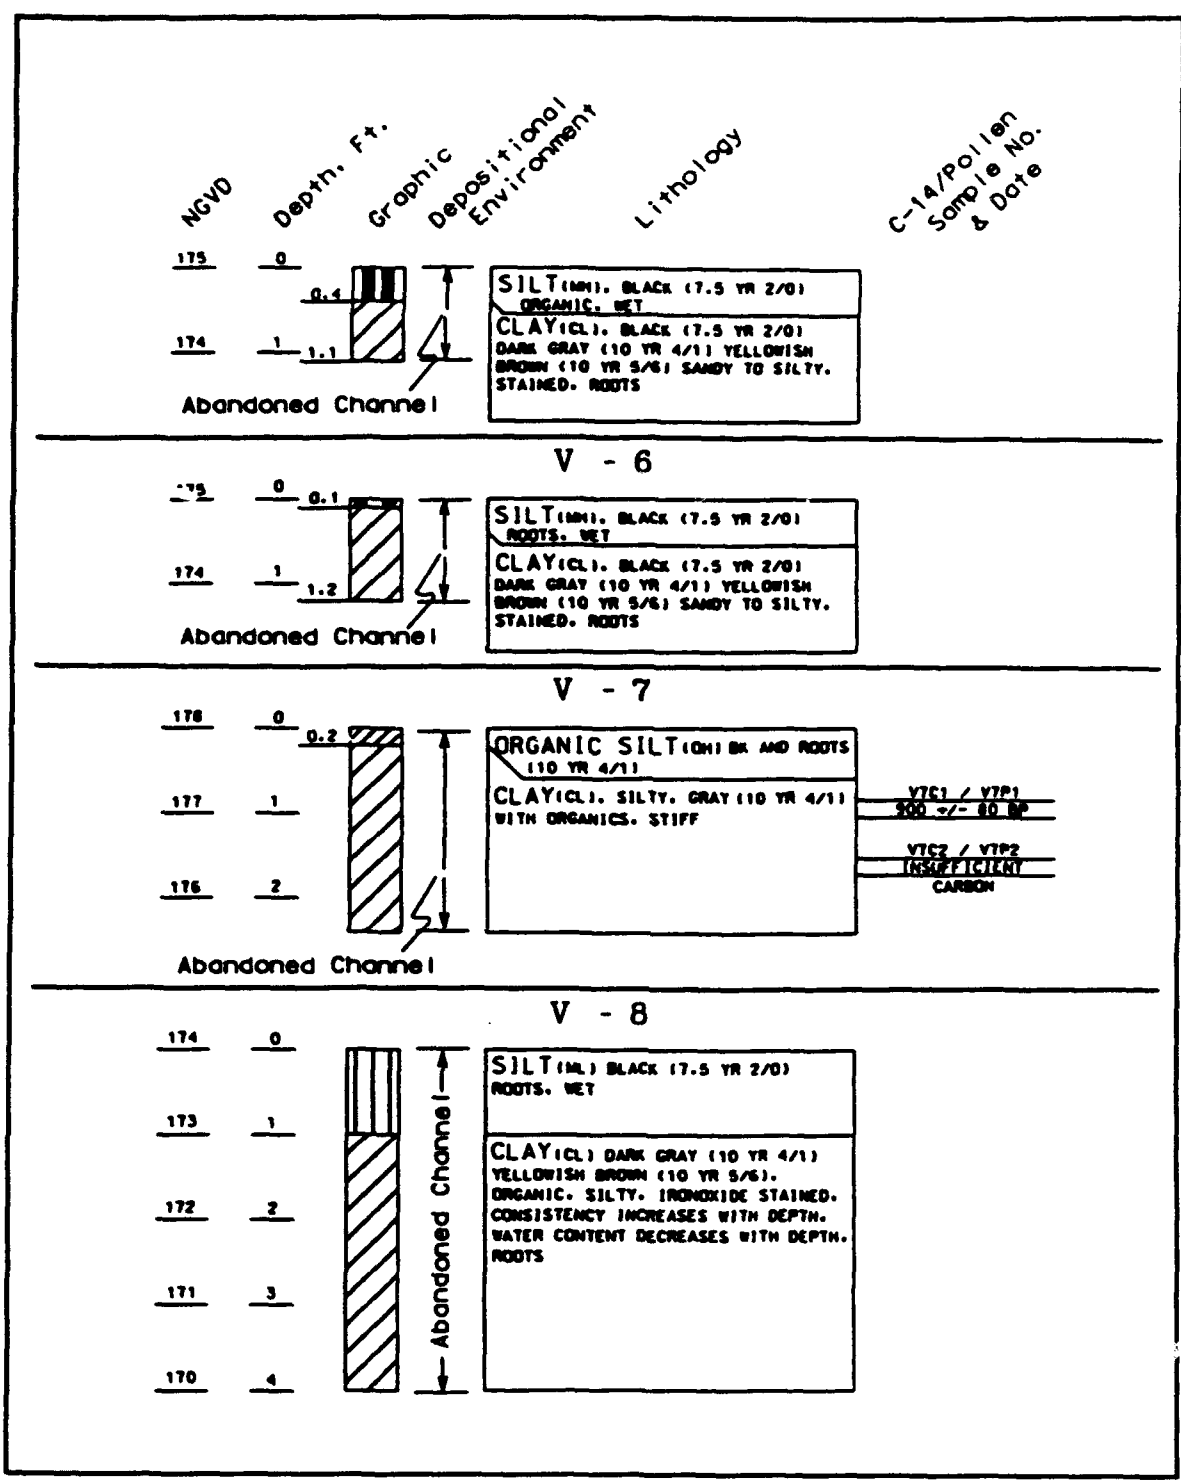 NGVD
Depth, Ft.
Graphic
Depositional
Environment
Lithology
C-14/Pollen
Sample No.
& Date
175
0
0.4
174
1
1.1
Abandoned Channel
SILT(MH). BLACK (7.5 YR 2/0)
ORGANIC. WET
CLAY(CL). BLACK (7.5 YR 2/0)
DARK GRAY (10 YR 4/1) YELLOWISH
BROWN (10 YR 5/6) SANDY TO SILTY.
STAINED. ROOTS
V - 6
0
0.1
174
1
1.2
Abandoned Channel
SILT(MH). BLACK (7.5 YR 2/0)
ROOTS. WET
CLAY(CL). BLACK (7.5 YR 2/0)
DARK GRAY (10 YR 4/1) YELLOWISH
BROWN (10 YR 5/6) SANDY TO SILTY.
STAINED. ROOTS
V - 7
178
0
0.2
177
1
176
2
Abandoned Channel
ORGANIC SILT(OH) BK AND ROOTS
(10 YR 4/1)
CLAY(CL). SILTY. GRAY (10 YR 4/1)
WITH ORGANICS. STIFF
V7C1 / V7P1
900 +/- 80 BP
V7C2 / V7P2
INSUFFICIENT
CARBON
V - 8
174
0
173
1
172
2
171
3
170
4
Abandoned Channel
SILT(ML) BLACK (7.5 YR 2/0)
ROOTS. WET
CLAY(CL) DARK GRAY (10 YR 4/1)
YELLOWISH BROWN (10 YR 5/6).
ORGANIC. SILTY. IRONOXIDE STAINED.
CONSISTENCY INCREASES WITH DEPTH.
WATER CONTENT DECREASES WITH DEPTH.
ROOTS